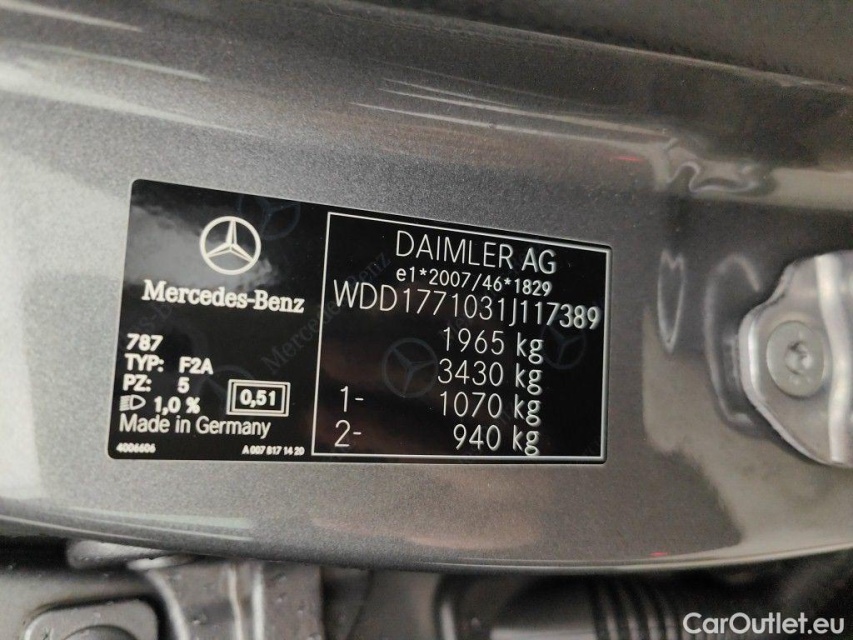 Mercedes-Benz
787
TYP: F2A
PZ: 5
1,0 %
0,51
Made in Germany
4006606
A 007 817 14 20
DAIMLER AG
e1*2007/46*1829
WDD1771031J117389
1965 kg
3430 kg
1- 1070 kg
2- 940 kg
CarOutlet.eu